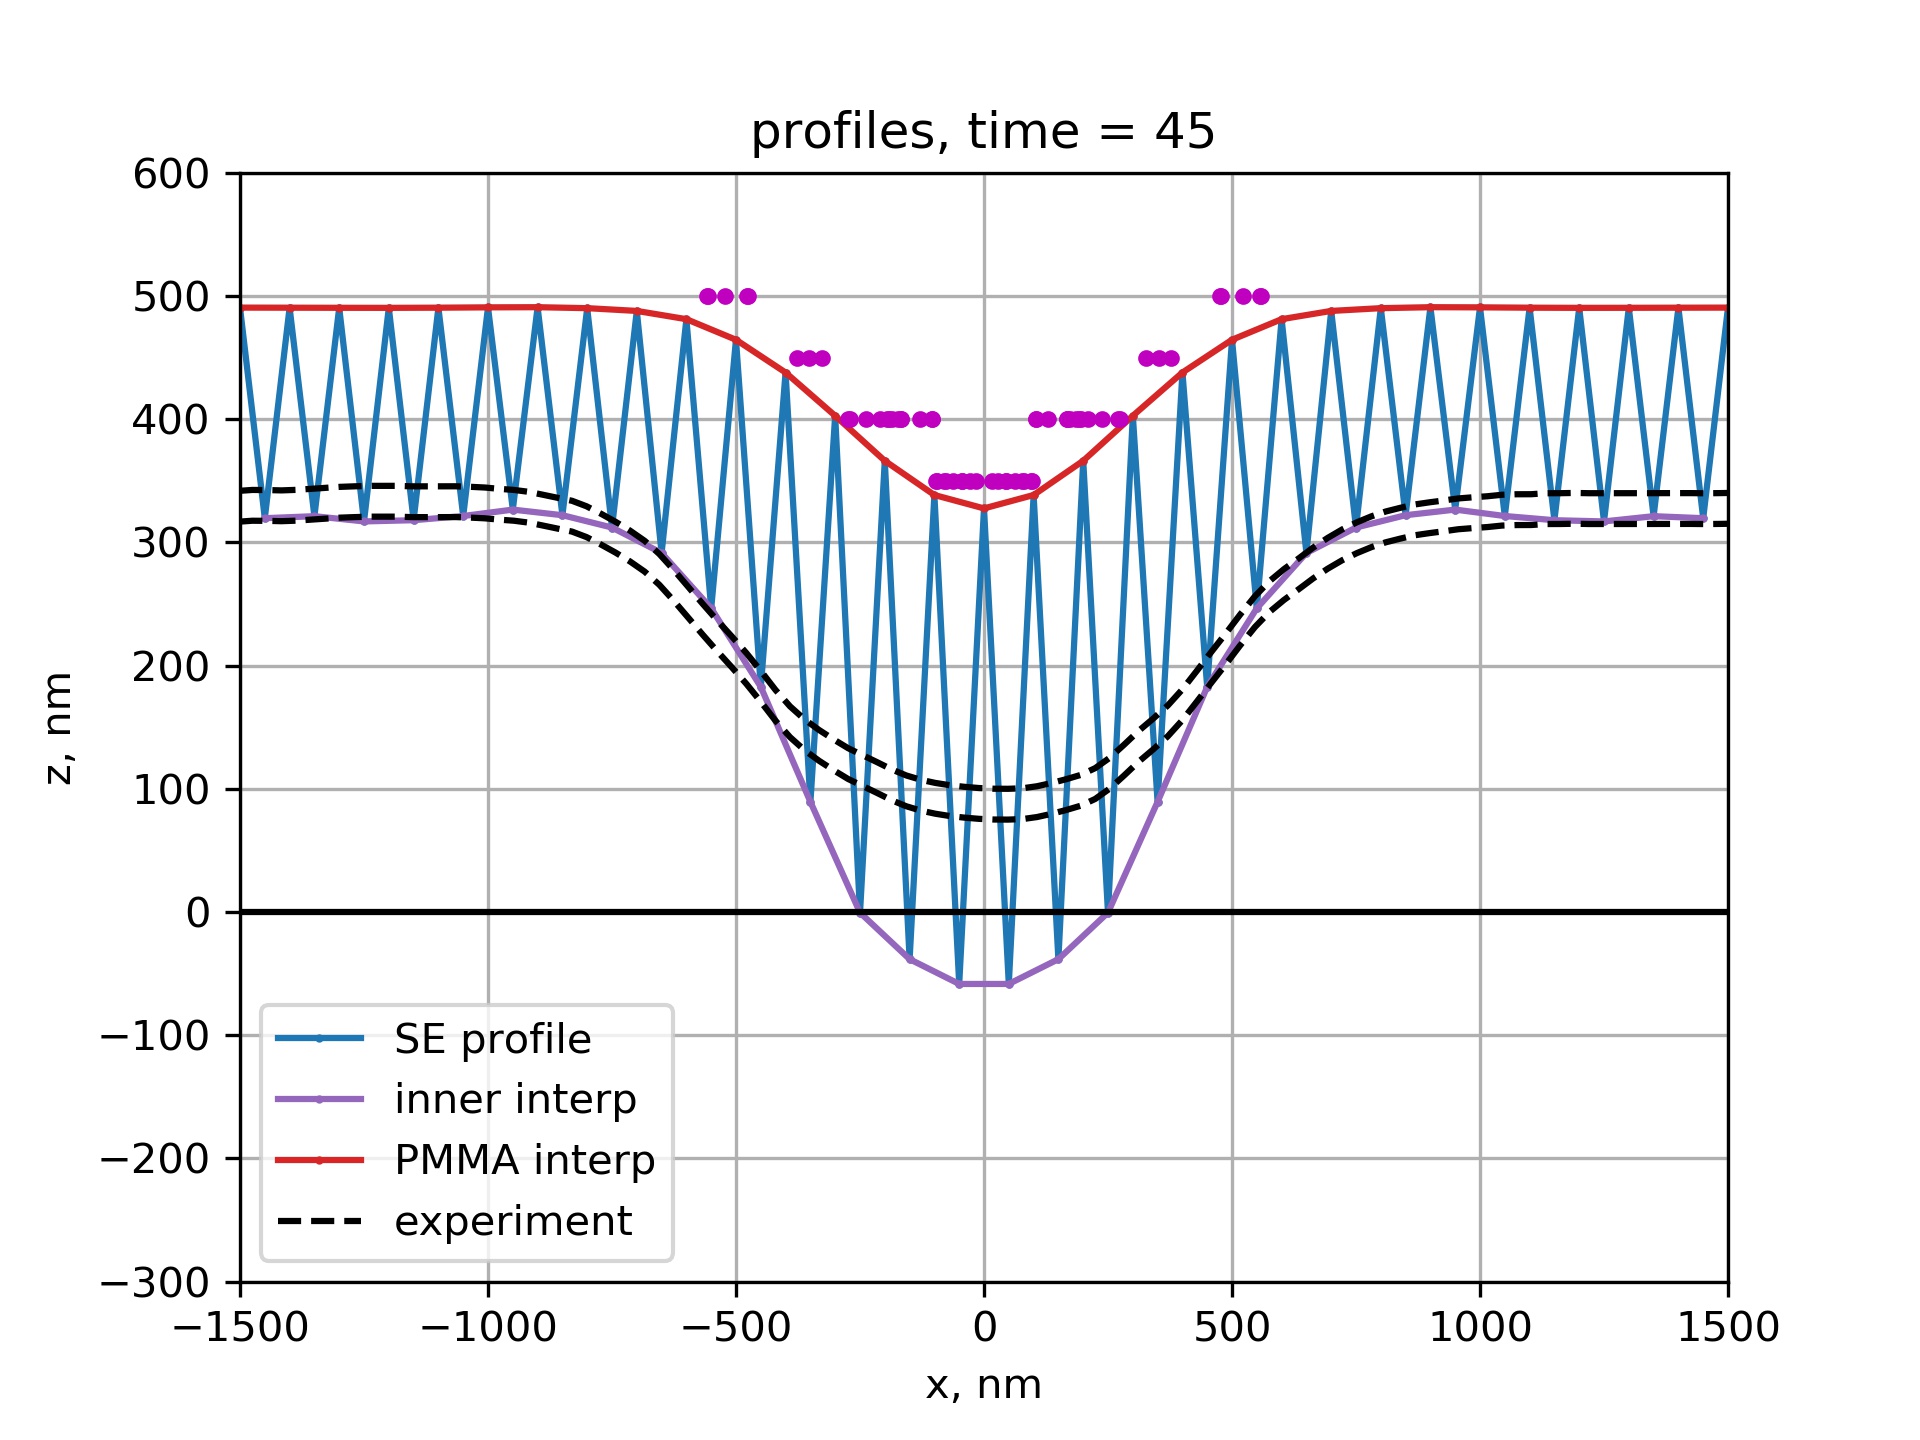 profiles, time = 45
600
500
400
300
200
100
0
−100
−200
−300
z, nm
SE profile
inner interp
PMMA interp
experiment
−1500 −1000 −500 0 500 1000 1500
x, nm